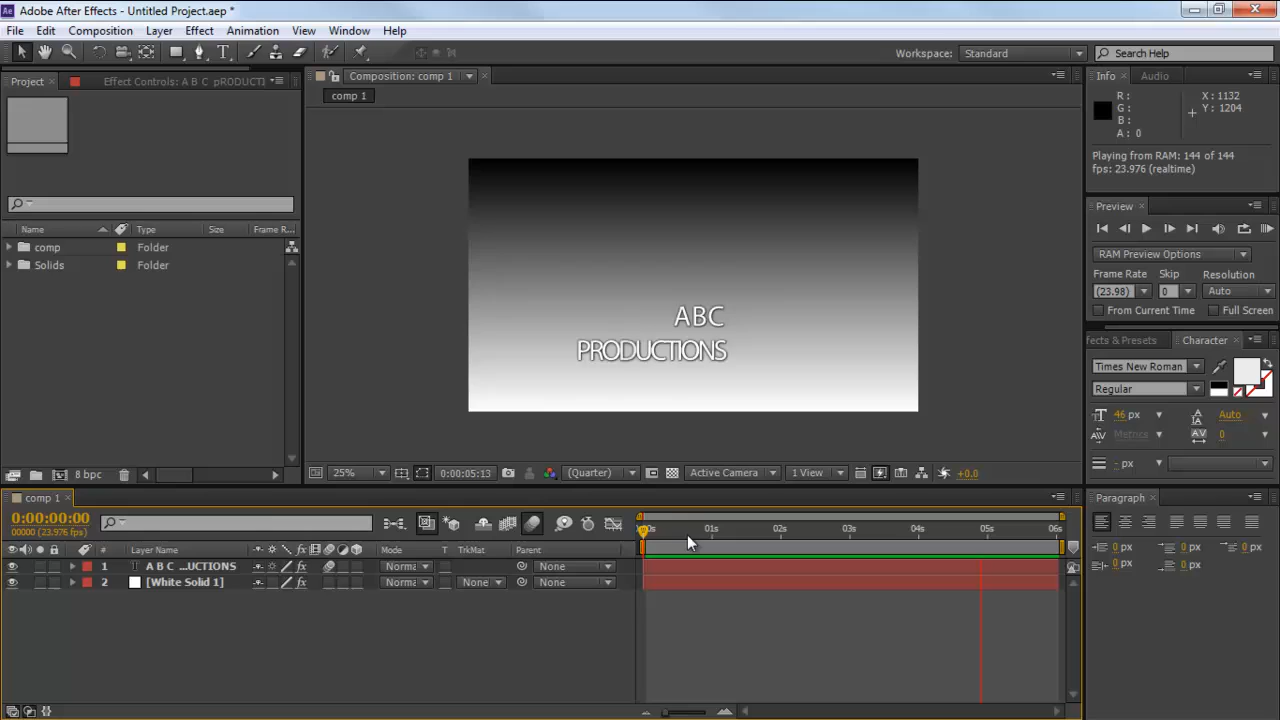 Adobe After Effects - Untitled Project.aep *
File Edit Composition Layer Effect Animation View Window Help
Workspace: Standard Search Help
Project Effect Controls: A B C pRODUCTI
Composition: comp 1
Info Audio
comp 1
R : X : 1132
G : Y : 1204
B :
A : 0
Playing from RAM: 144 of 144
fps: 23.976 (realtime)
Preview
RAM Preview Options
Frame Rate Skip Resolution
(23.98) 0 Auto
From Current Time Full Screen
Name Type Size Frame R...
comp Folder
Solids Folder
ABC
PRODUCTIONS
ffects & Presets Character
Times New Roman
Regular
46 px Auto
Metrics 0
- px
8 bpc
25% 0:00:05:13 (Quarter) Active Camera 1 View +0.0
comp 1
Paragraph
0:00:00:00
00000 (23.976 fps)
00s 01s 02s 03s 04s 05s 06s
# Layer Name Mode T TrkMat Parent
1 T A B C ...UCTIONS fx Norma None
2 [White Solid 1] fx Norma None None
0 px 0 px 0 px
0 px 0 px